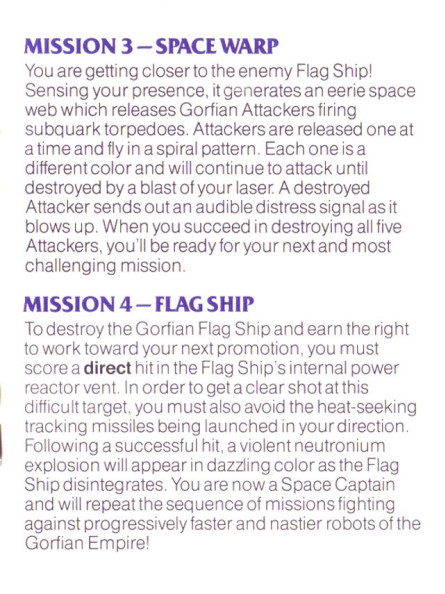 MISSION 3 – SPACE WARP
You are getting closer to the enemy Flag Ship!
Sensing your presence, it generates an eerie space
web which releases Gorfian Attackers firing
subquark torpedoes. Attackers are released one at
a time and fly in a spiral pattern. Each one is a
different color and will continue to attack until
destroyed by a blast of your laser. A destroyed
Attacker sends out an audible distress signal as it
blows up. When you succeed in destroying all five
Attackers, you'll be ready for your next and most
challenging mission.
MISSION 4 – FLAG SHIP
To destroy the Gorfian Flag Ship and earn the right
to work toward your next promotion, you must
score a direct hit in the Flag Ship's internal power
reactor vent. In order to get a clear shot at this
difficult target, you must also avoid the heat-seeking
tracking missiles being launched in your direction.
Following a successful hit, a violent neutronium
explosion will appear in dazzling color as the Flag
Ship disintegrates. You are now a Space Captain
and will repeat the sequence of missions fighting
against progressively faster and nastier robots of the
Gorfian Empire!